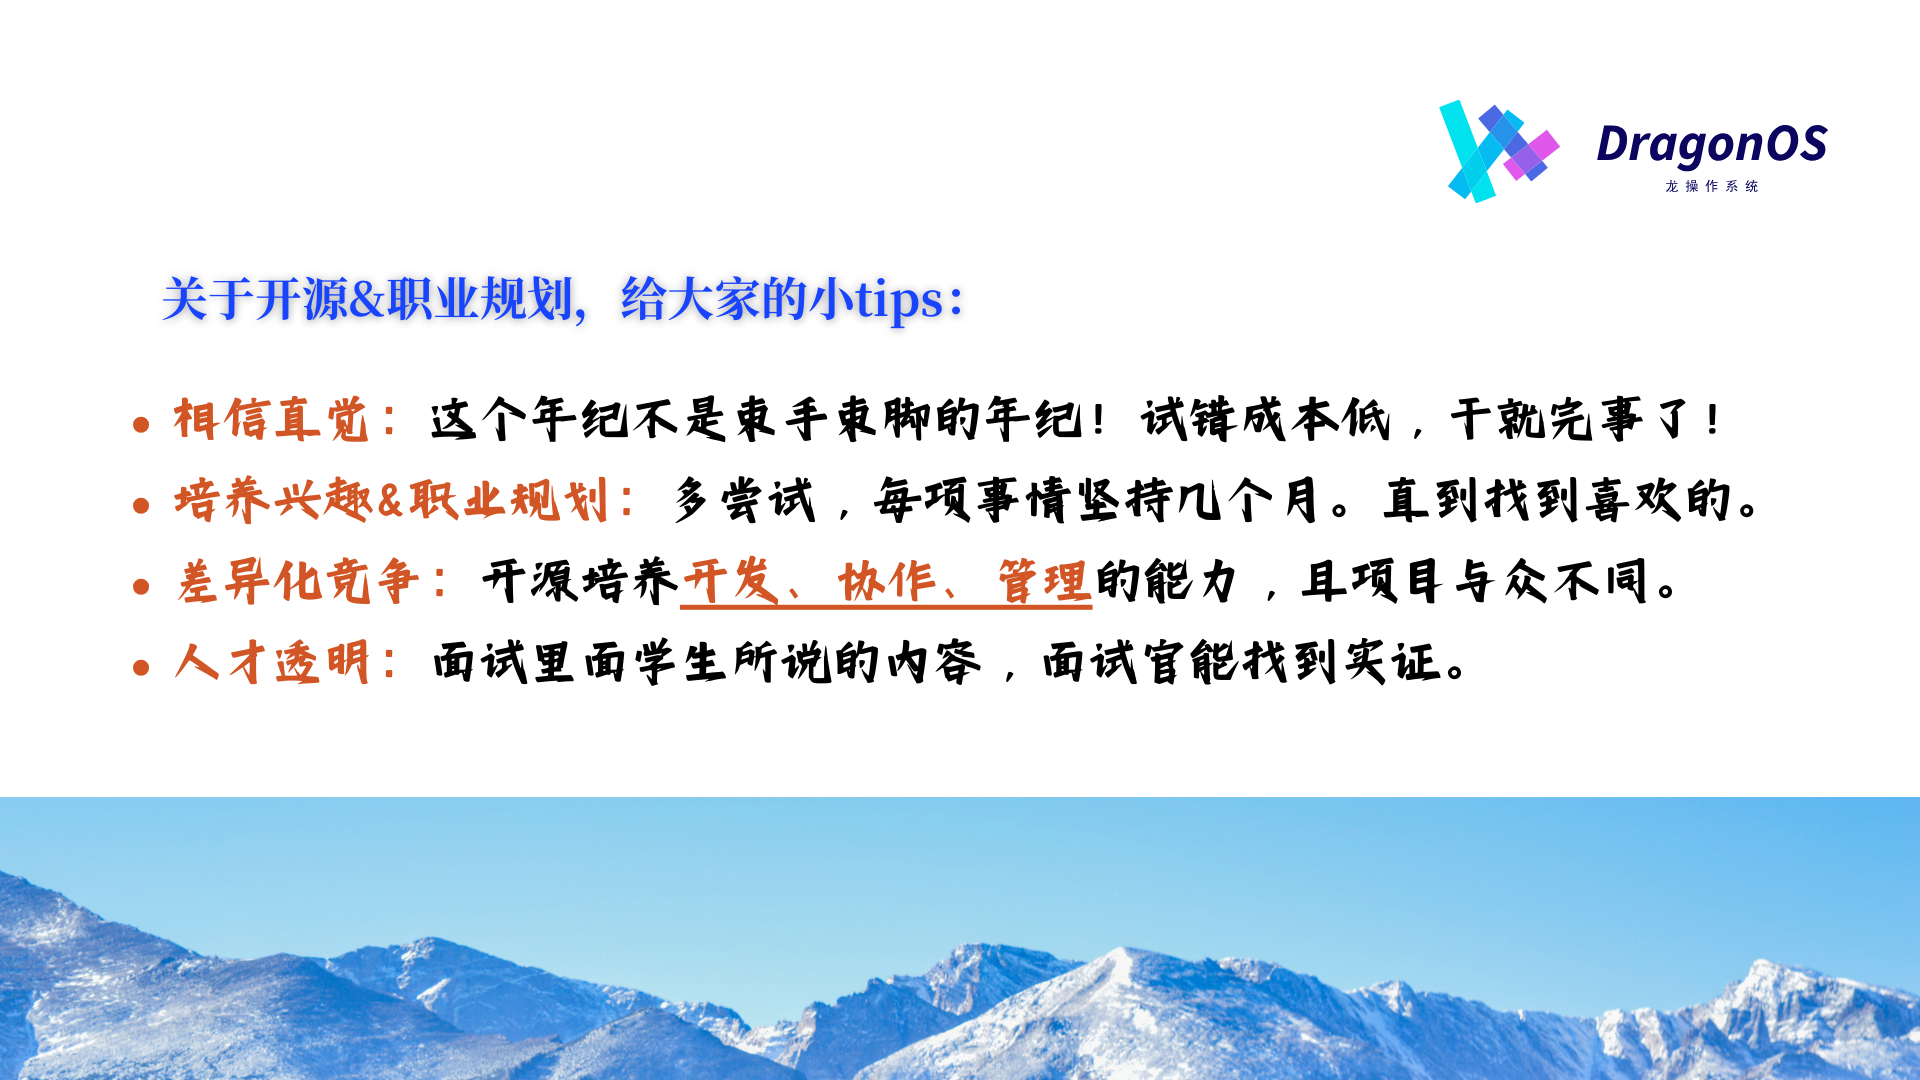 DragonOS
龙操作系统
关于开源&职业规划，给大家的小tips：
• 相信直觉：这个年纪不是束手束脚的年纪！试错成本低，干就完事了！
• 培养兴趣&职业规划：多尝试，每项事情坚持几个月。直到找到喜欢的。
• 差异化竞争：开源培养开发、协作、管理的能力，且项目与众不同。
• 人才透明：面试里面学生所说的内容，面试官能找到实证。